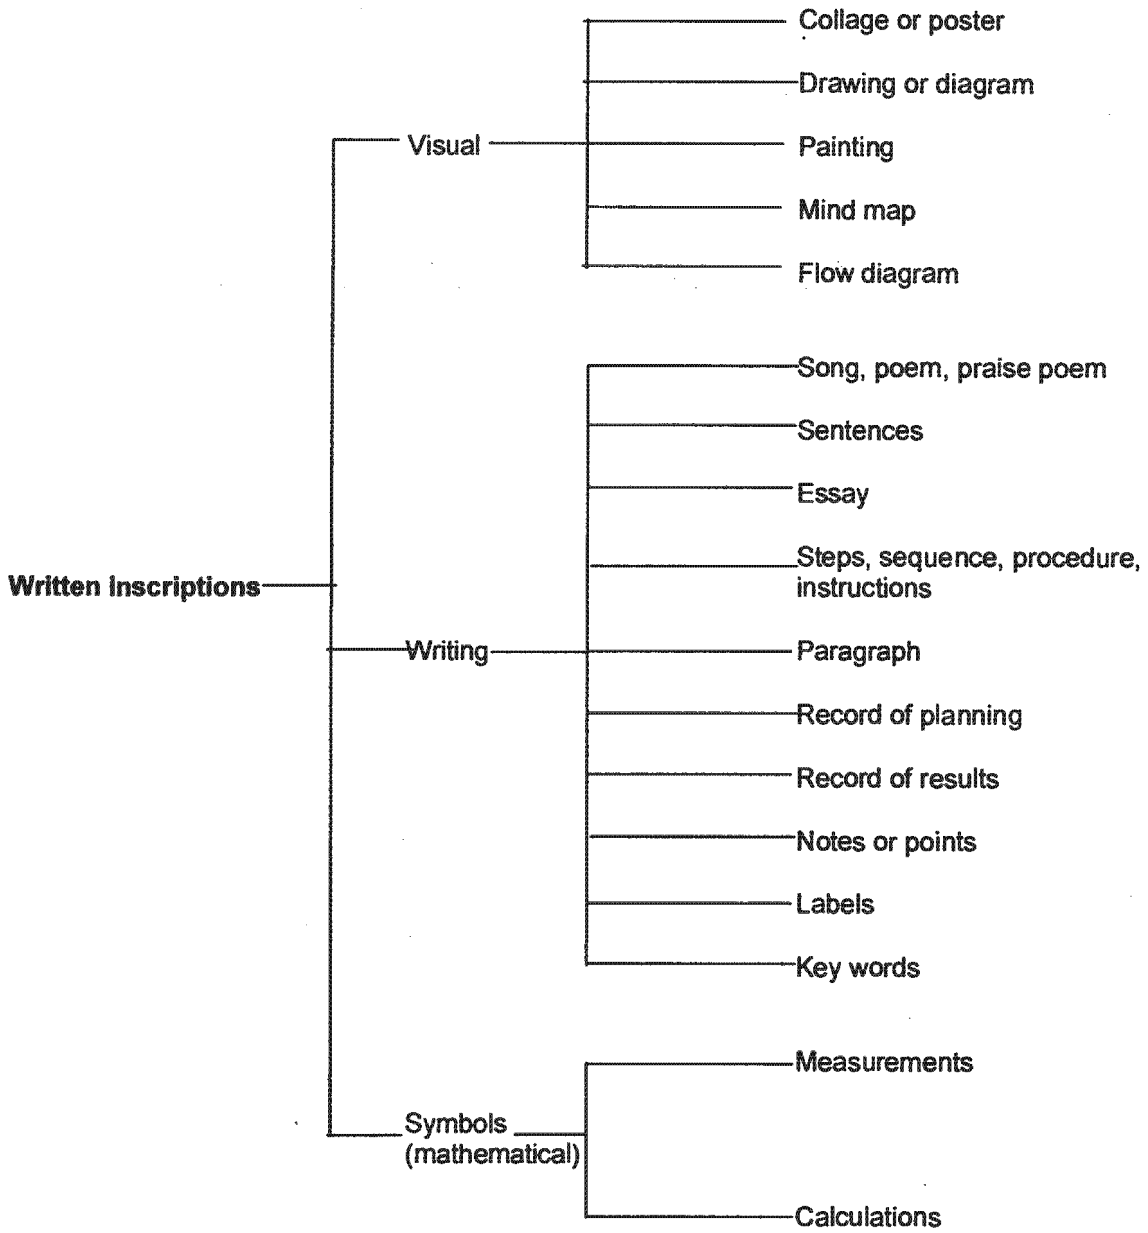 Collage or poster
Drawing or diagram
Visual
Painting
Mind map
Flow diagram
Song, poem, praise poem
Sentences
Essay
Steps, sequence, procedure,
instructions
Written Inscriptions
Writing
Paragraph
Record of planning
Record of results
Notes or points
Labels
Key words
Measurements
Symbols
(mathematical)
Calculations